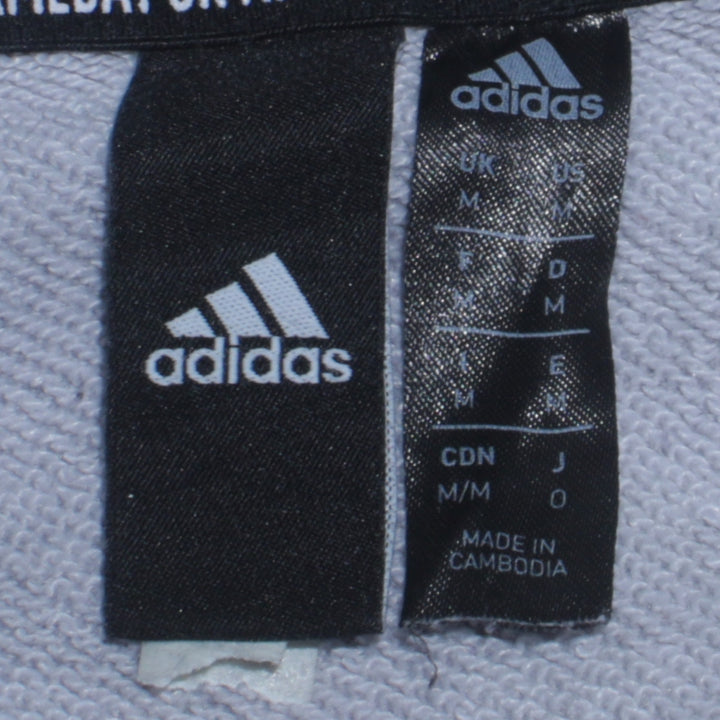 adidas
adidas
UK US
M M
F D
M M
I E
M M
CDN J
M/M O
MADE IN
CAMBODIA